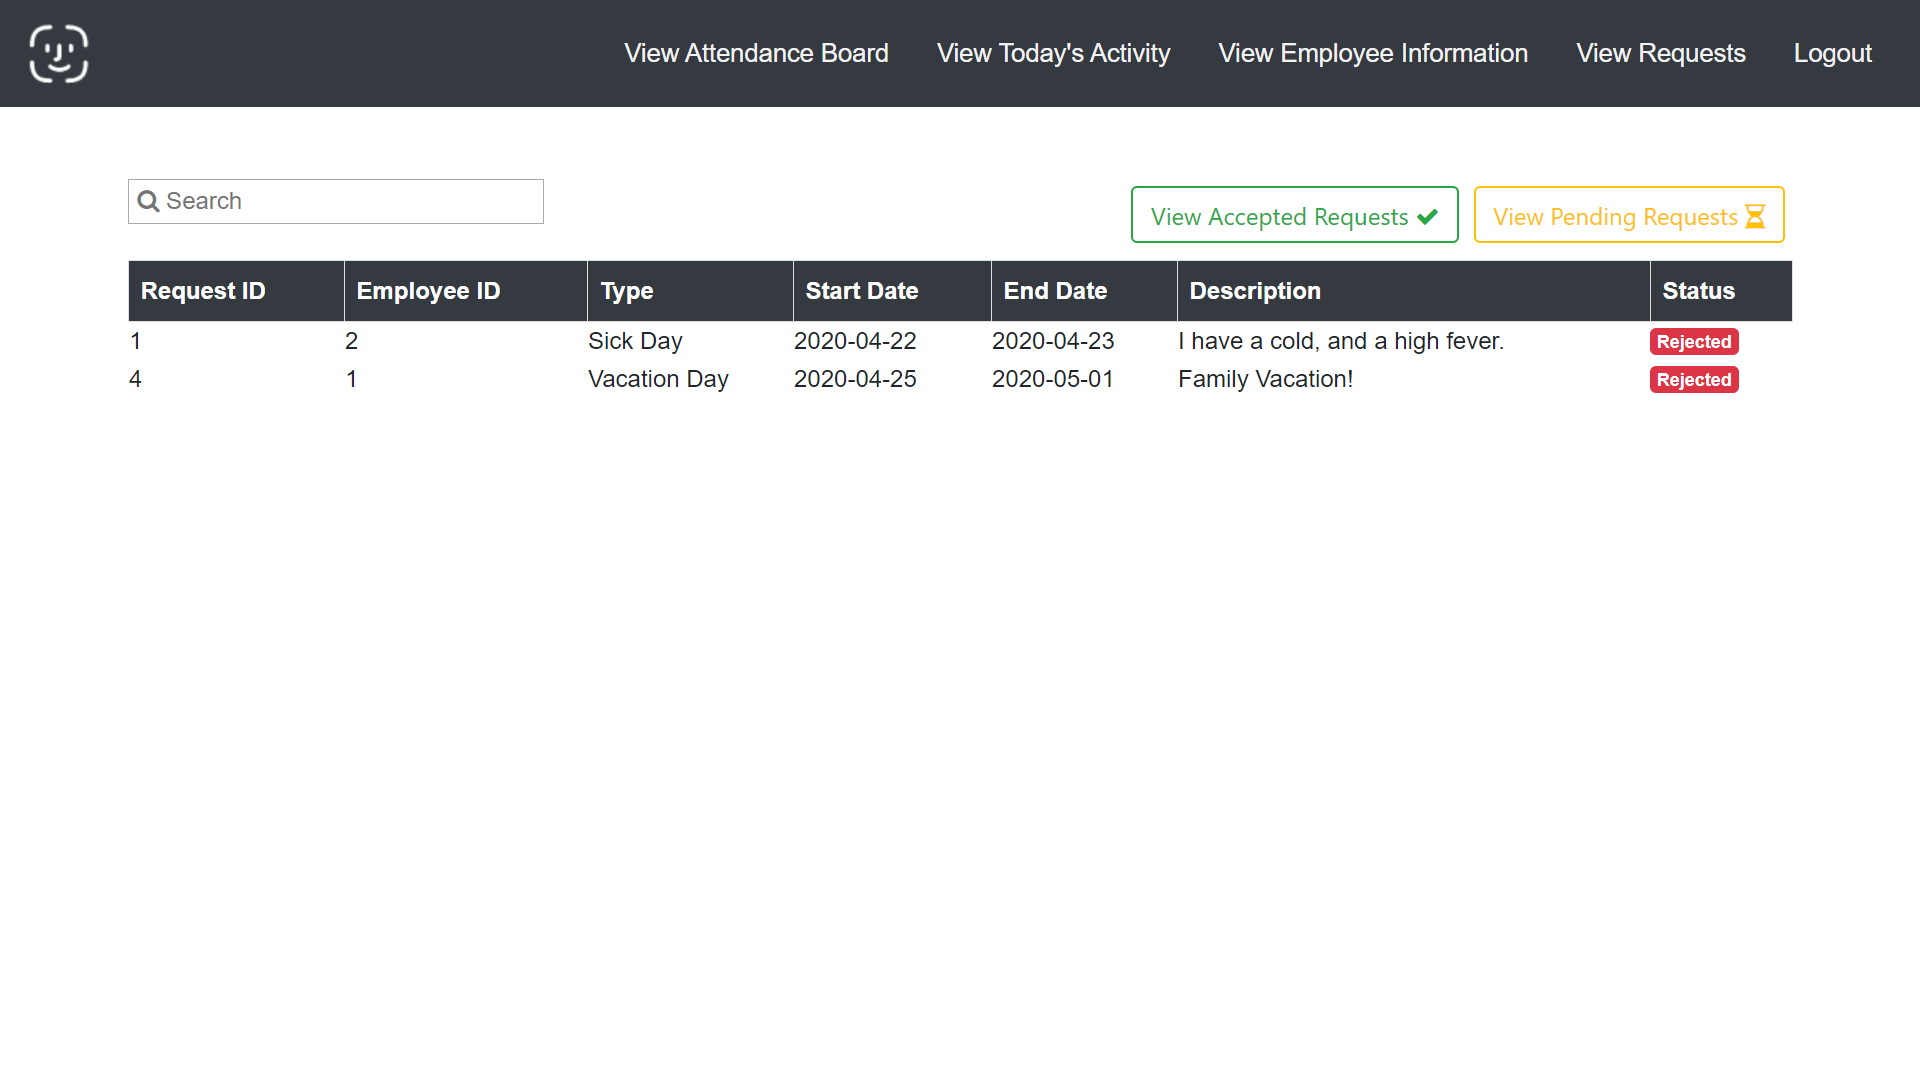 View Attendance Board View Today's Activity View Employee Information View Requests Logout
Search
View Accepted Requests View Pending Requests
Request ID Employee ID Type Start Date End Date Description Status
1 2 Sick Day 2020-04-22 2020-04-23 I have a cold, and a high fever. Rejected
4 1 Vacation Day 2020-04-25 2020-05-01 Family Vacation! Rejected